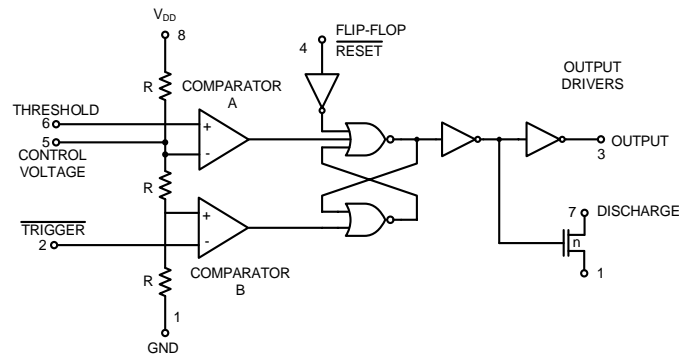 V_DD
8
FLIP-FLOP
RESET
4
OUTPUT
DRIVERS
R
COMPARATOR
A
THRESHOLD
6
5
CONTROL
VOLTAGE
+
-
OUTPUT
3
R
TRIGGER
2
+
-
7
DISCHARGE
n
1
R
COMPARATOR
B
1
GND